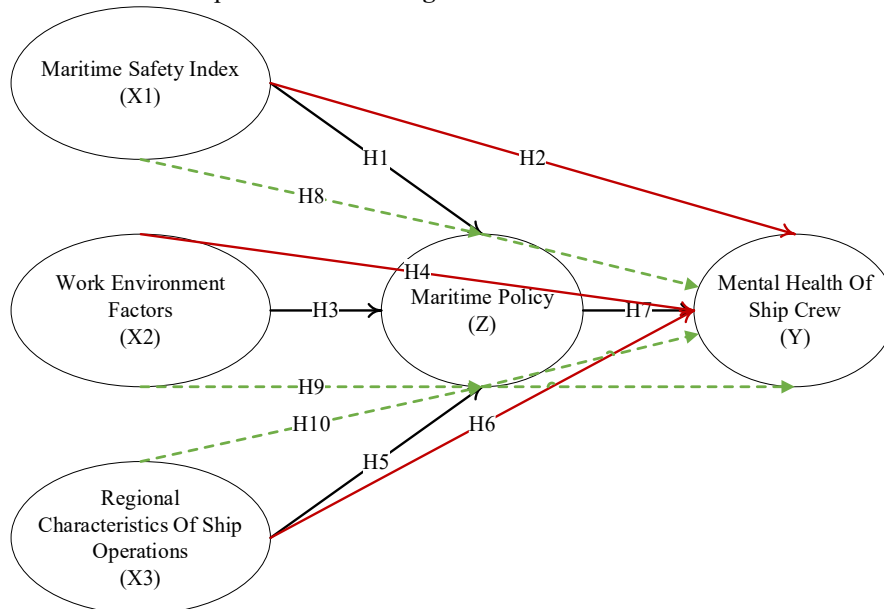 Maritime Safety Index
(X1)
H2
H1
H8
H4
Work Environment
Factors
(X2)
H3
Maritime Policy
(Z)
H7
Mental Health Of
Ship Crew
(Y)
H9
H10
H6
H5
Regional
Characteristics Of Ship
Operations
(X3)